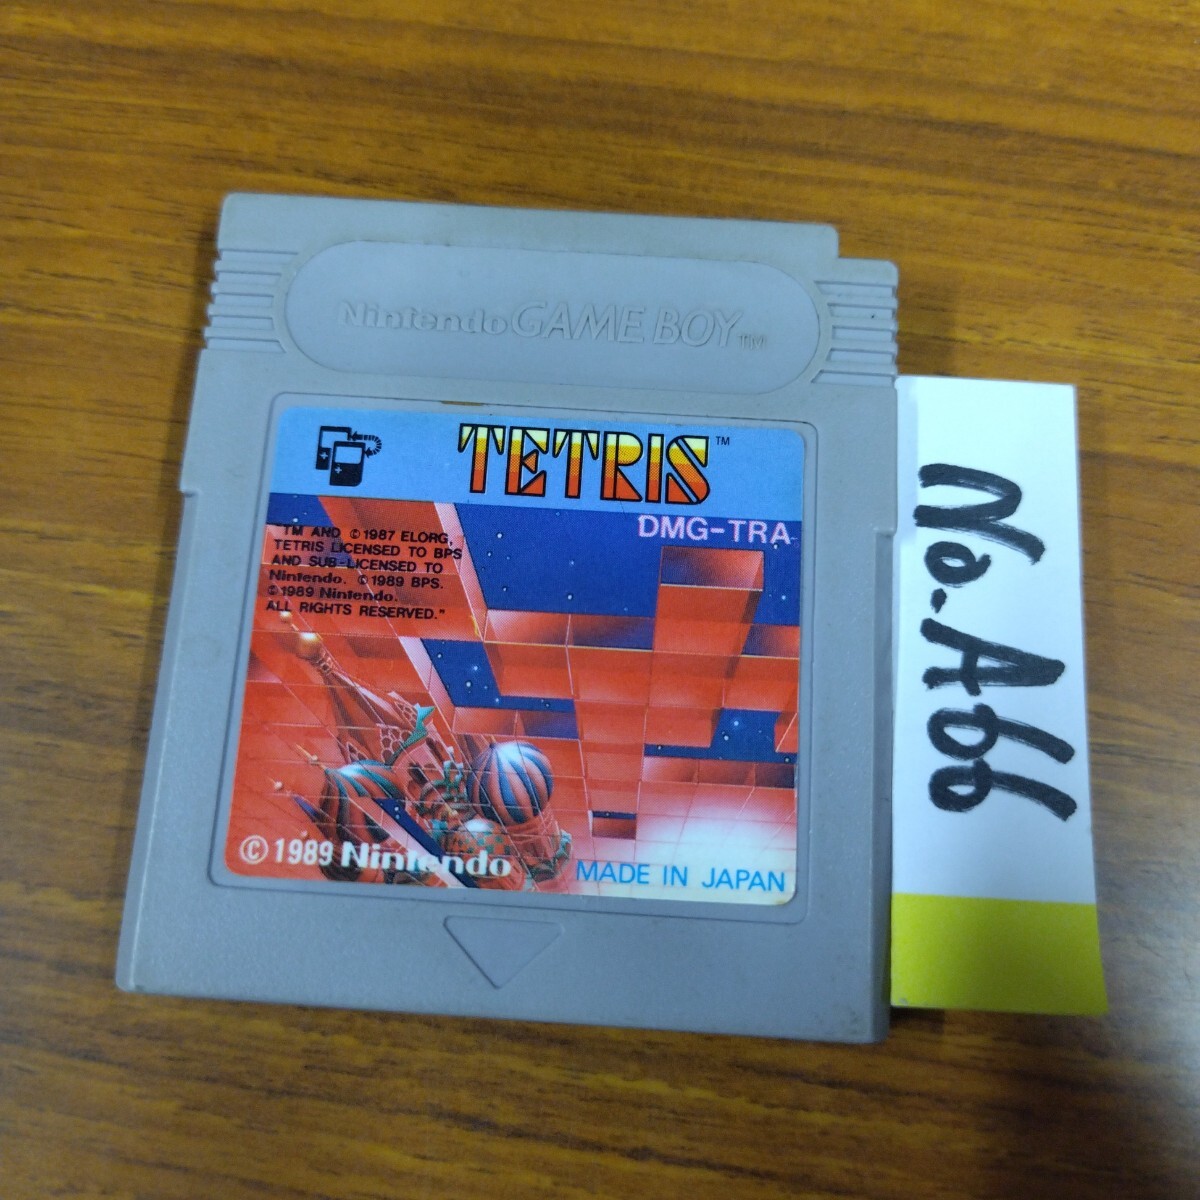 Nintendo GAME BOY TM
TETRIS ™
DMG-TRA
"TM AND ©1987 ELORG,
TETRIS LICENSED TO BPS
AND SUB-LICENSED TO
Nintendo. ©1989 BPS.
©1989 Nintendo.
ALL RIGHTS RESERVED."
© 1989 Nintendo
MADE IN JAPAN
No.A66